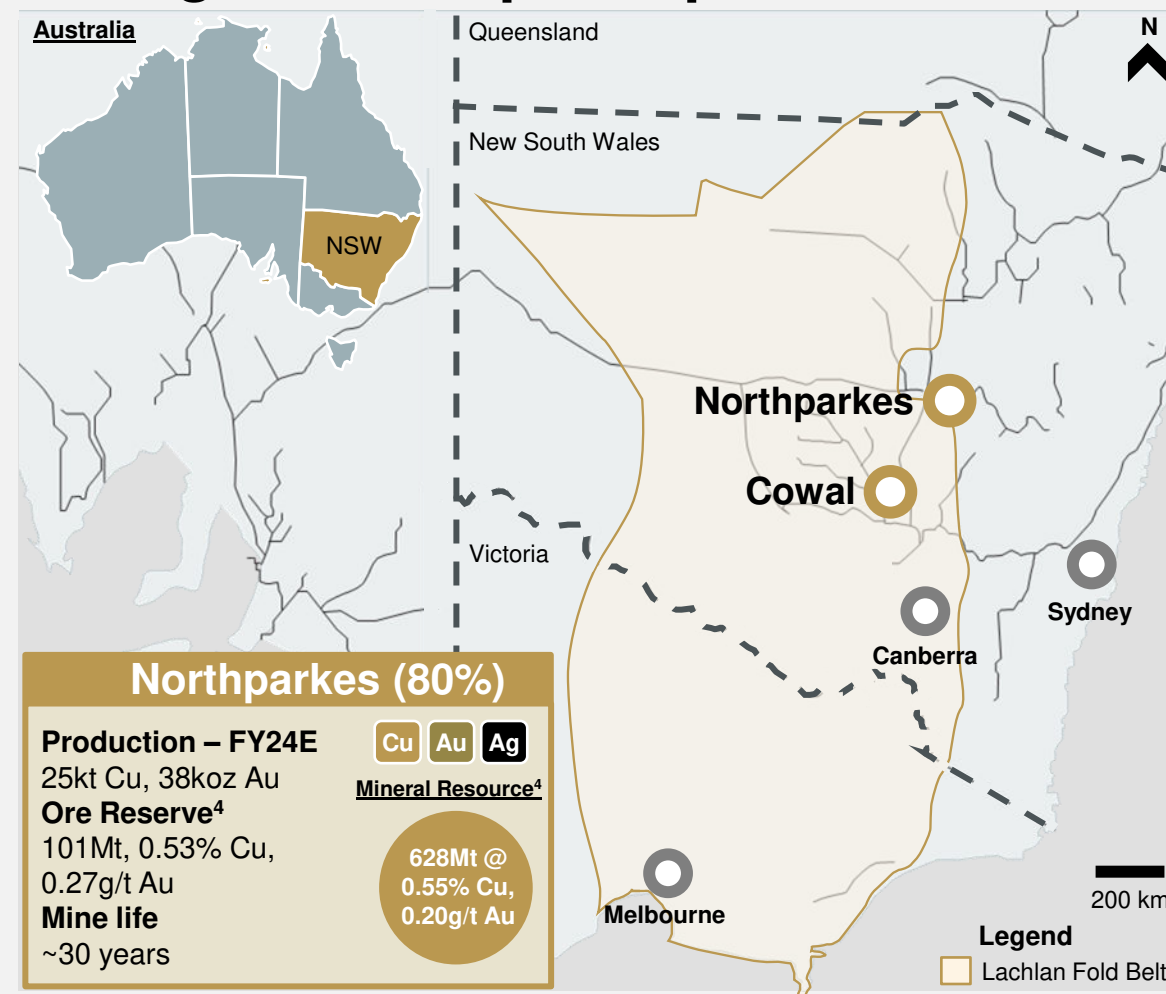 Australia
Queensland
N
New South Wales
NSW
Northparkes
Cowal
Victoria
Sydney
Canberra
Northparkes (80%)
Production – FY24E
25kt Cu, 38koz Au
Ore Reserve⁴
101Mt, 0.53% Cu,
0.27g/t Au
Mine life
~30 years
Cu Au Ag
Mineral Resource⁴
628Mt @
0.55% Cu,
0.20g/t Au
Melbourne
200 km
Legend
Lachlan Fold Belt